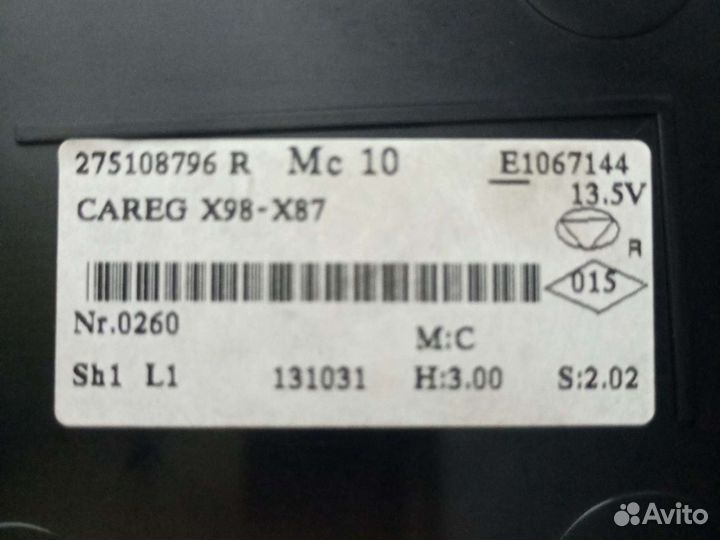 275108796 R Mc 10 E1067144
13.5V
CAREG X98-X87
R
015
Nr.0260
M:C
Sh1 L1 131031 H:3.00 S:2.02
Avito